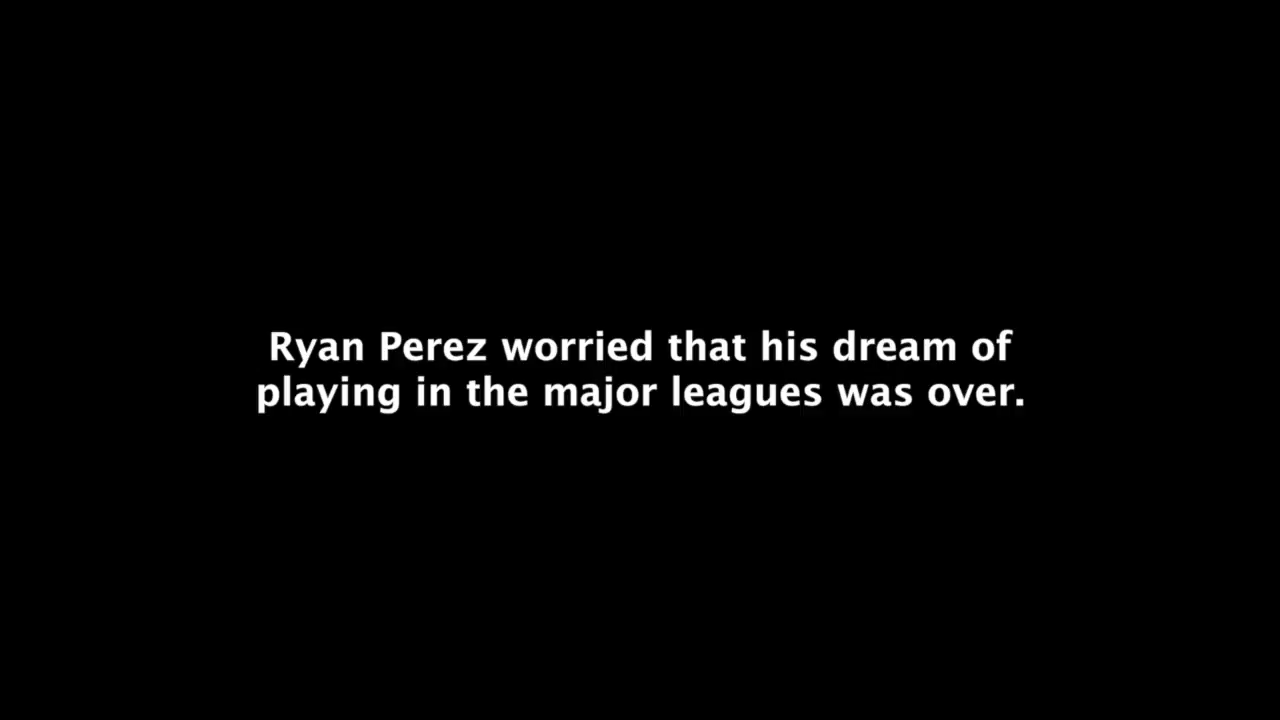 Ryan Perez worried that his dream of
playing in the major leagues was over.